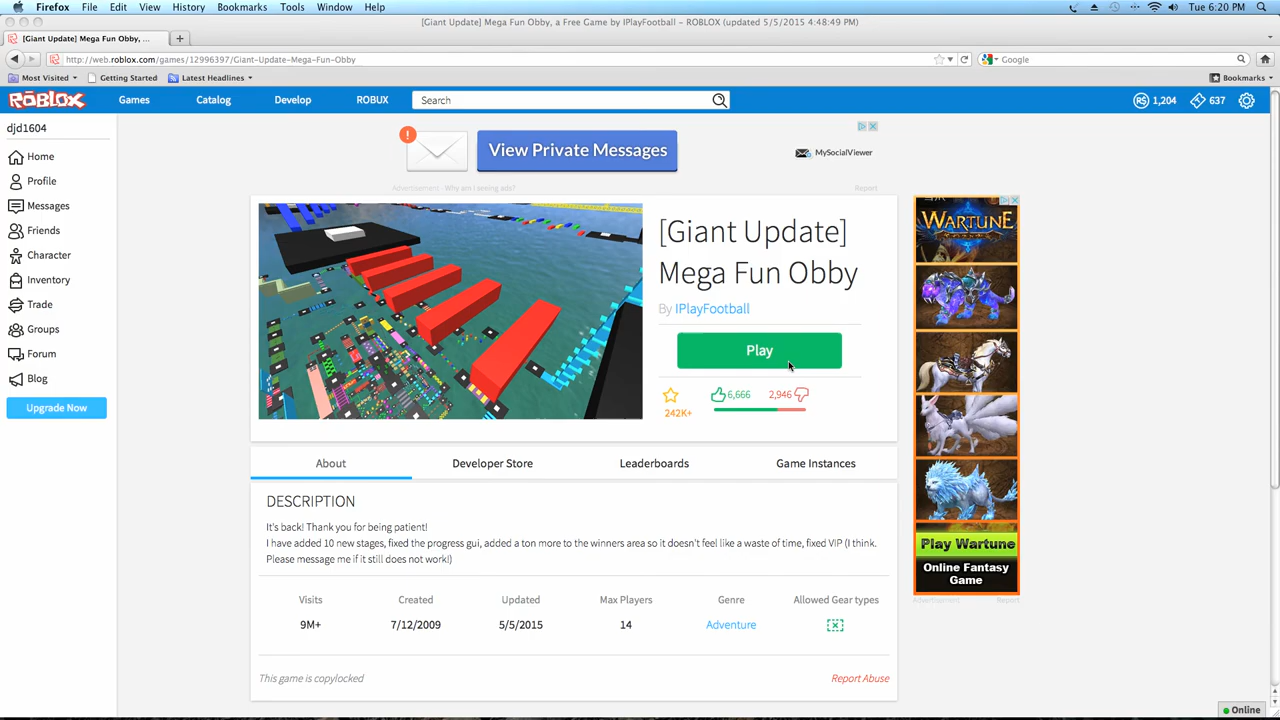 Firefox File Edit View History Bookmarks Tools Window Help Tue 6:20 PM
[Giant Update] Mega Fun Obby, a Free Game by IPlayFootball – ROBLOX (updated 5/5/2015 4:48:49 PM)
[Giant Update] Mega Fun Obby, ...
http://web.roblox.com/games/12996397/Giant-Update-Mega-Fun-Obby
Google
Most Visited Getting Started Latest Headlines Bookmarks
ROBLOX Games Catalog Develop ROBUX Search R$ 1,204 637
djd1604
Home
Profile
Messages
Friends
Character
Inventory
Trade
Groups
Forum
Blog
Upgrade Now
! View Private Messages
MySocialViewer
Advertisement Why am I seeing ads? Report
[Giant Update]
Mega Fun Obby
By IPlayFootball
Play
6,666 2,946
242K+
About Developer Store Leaderboards Game Instances
DESCRIPTION
It's back! Thank you for being patient!
I have added 10 new stages, fixed the progress gui, added a ton more to the winners area so it doesn't feel like a waste of time, fixed VIP (I think.
Please message me if it still does not work!)
Visits Created Updated Max Players Genre Allowed Gear types
9M+ 7/12/2009 5/5/2015 14 Adventure
This game is copylocked Report Abuse
WARTUNE
Play Wartune
Online Fantasy
Game
Advertisement Report
Online